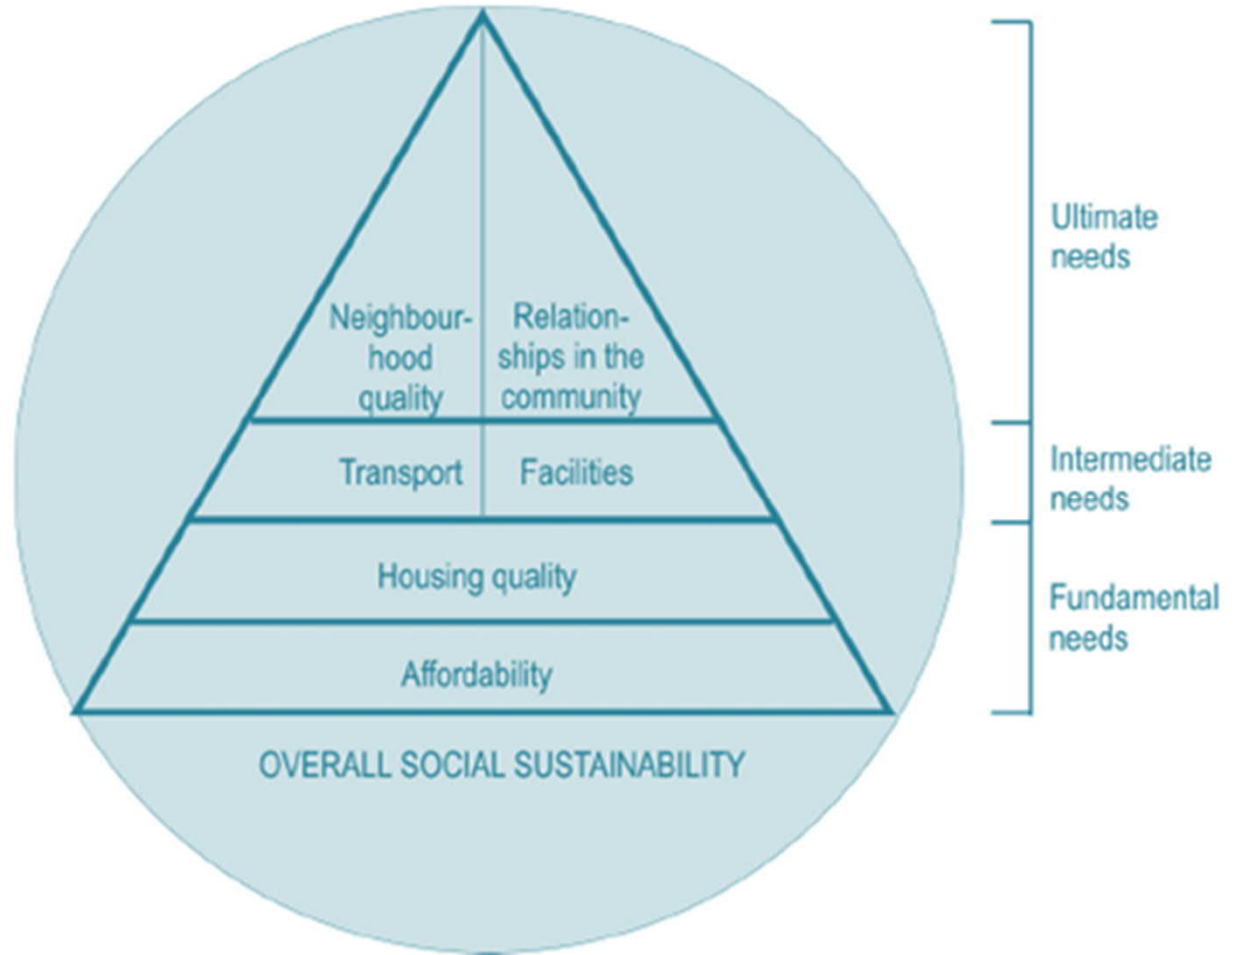 Ultimate
needs
Neighbour-
hood
quality
Relation-
ships in the
community
Transport
Facilities
Intermediate
needs
Housing quality
Fundamental
needs
Affordability
OVERALL SOCIAL SUSTAINABILITY